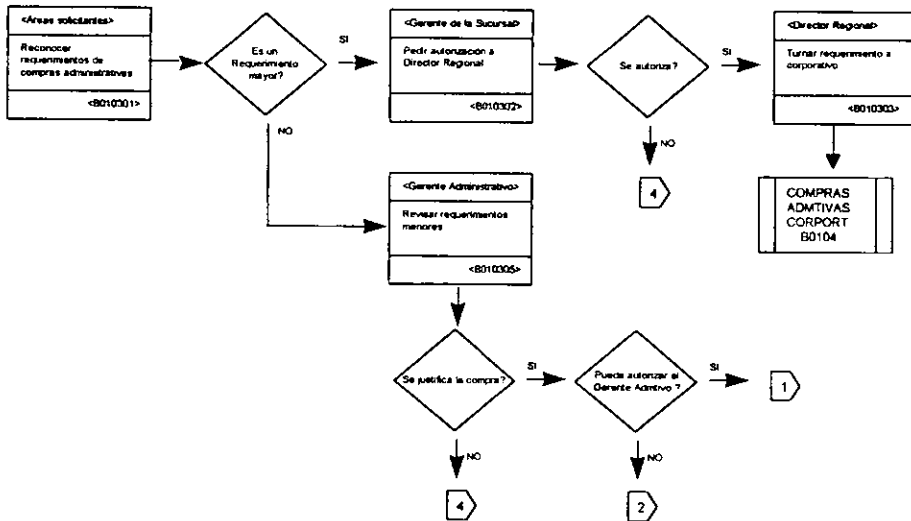 <Areas solicitantes>
Reconocer
requerimientos de
compras administrativas
<B010301>
Es un
Requerimiento
mayor?
SI
<Gerente de la Sucursal>
Pedir autorización a
Director Regional
<B010302>
Se autoriza?
SI
<Director Regional>
Turnar requerimiento a
corporativo
<B010303>
NO
NO
4
COMPRAS
ADMTIVAS
CORPORT
B0104
<Gerente Administrativo>
Revisar requerimentos
menores
<B010305>
Se justifica la compra?
SI
Puede autorizar el
Gerente Admtivo ?
SI
1
NO
NO
4
2